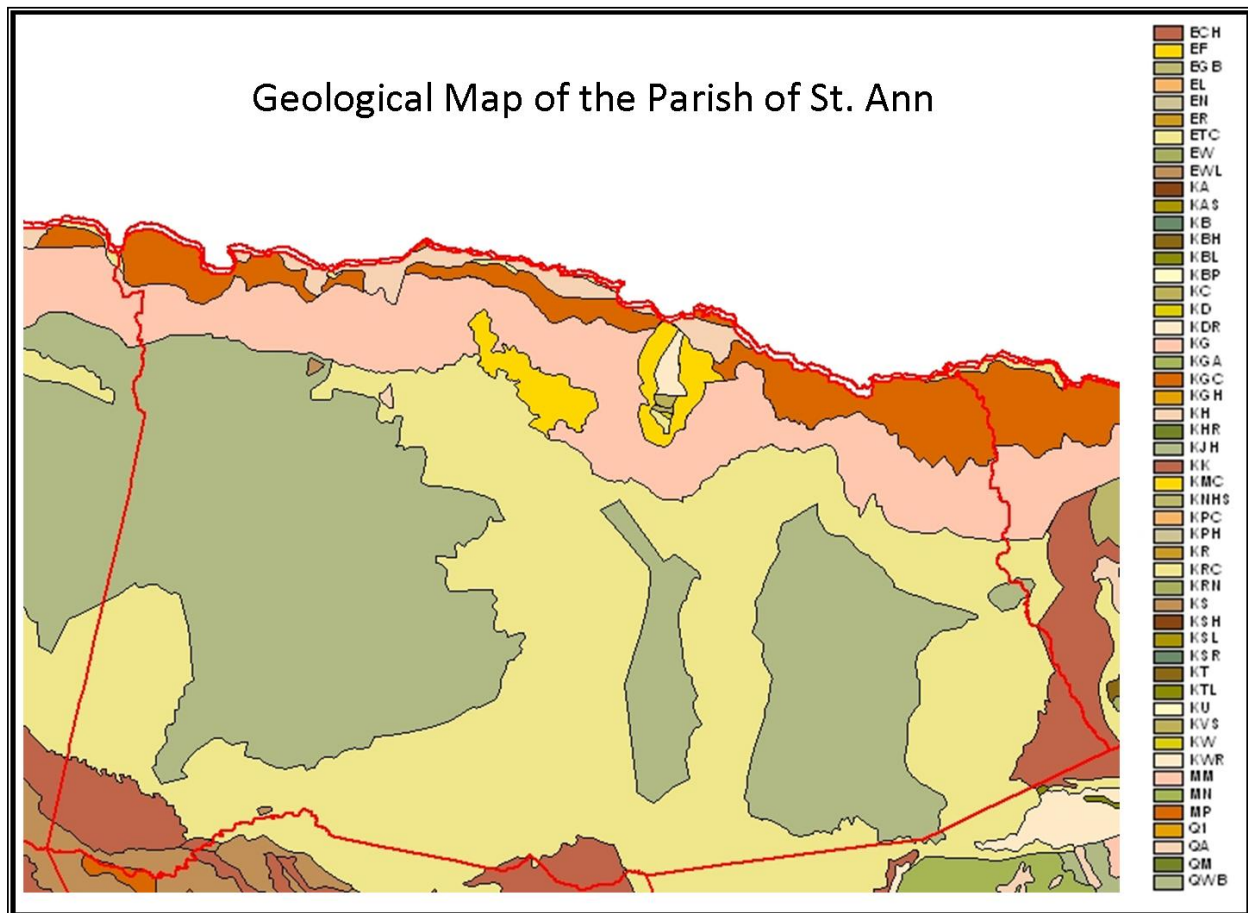 Geological Map of the Parish of St. Ann
ECH
EF
EGB
EL
EN
ER
ETC
EW
EWL
KA
KAS
KB
KBH
KBL
KBP
KC
KD
KDR
KG
KGA
KGC
KGH
KH
KHR
KJH
KK
KMC
KNHS
KPC
KPH
KR
KRC
KRN
KS
KSH
KSL
KSR
KT
KTL
KU
KVS
KW
KWR
MM
MN
MP
Q1
QA
QM
QWB